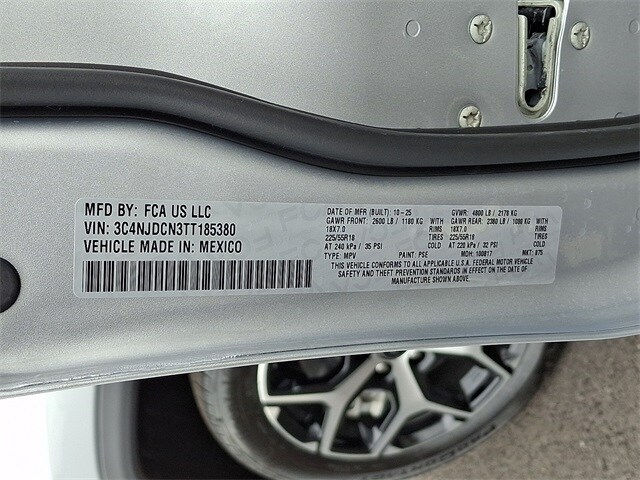 MFD BY: FCA US LLC
VIN: 3C4NJDCN3TT185380
VEHICLE MADE IN: MEXICO
DATE OF MFR (BUILT): 10-25 GVWR: 4800 LB / 2178 KG
GAWR FRONT: 2600 LB / 1180 KG WITH GAWR REAR: 2380 LB / 1080 KG WITH
18X7.0 RIMS 18X7.0 RIMS
225/55R18 225/55R18
AT 240 kPa / 35 PSI COLD AT 220 kPa / 32 PSI COLD
TYPE: MPV PAINT: PSE MDH: 100817 MKT: 875
THIS VEHICLE CONFORMS TO ALL APPLICABLE U.S.A. FEDERAL MOTOR VEHICLE
SAFETY AND THEFT PREVENTION STANDARDS IN EFFECT ON THE DATE OF
MANUFACTURE SHOWN ABOVE.